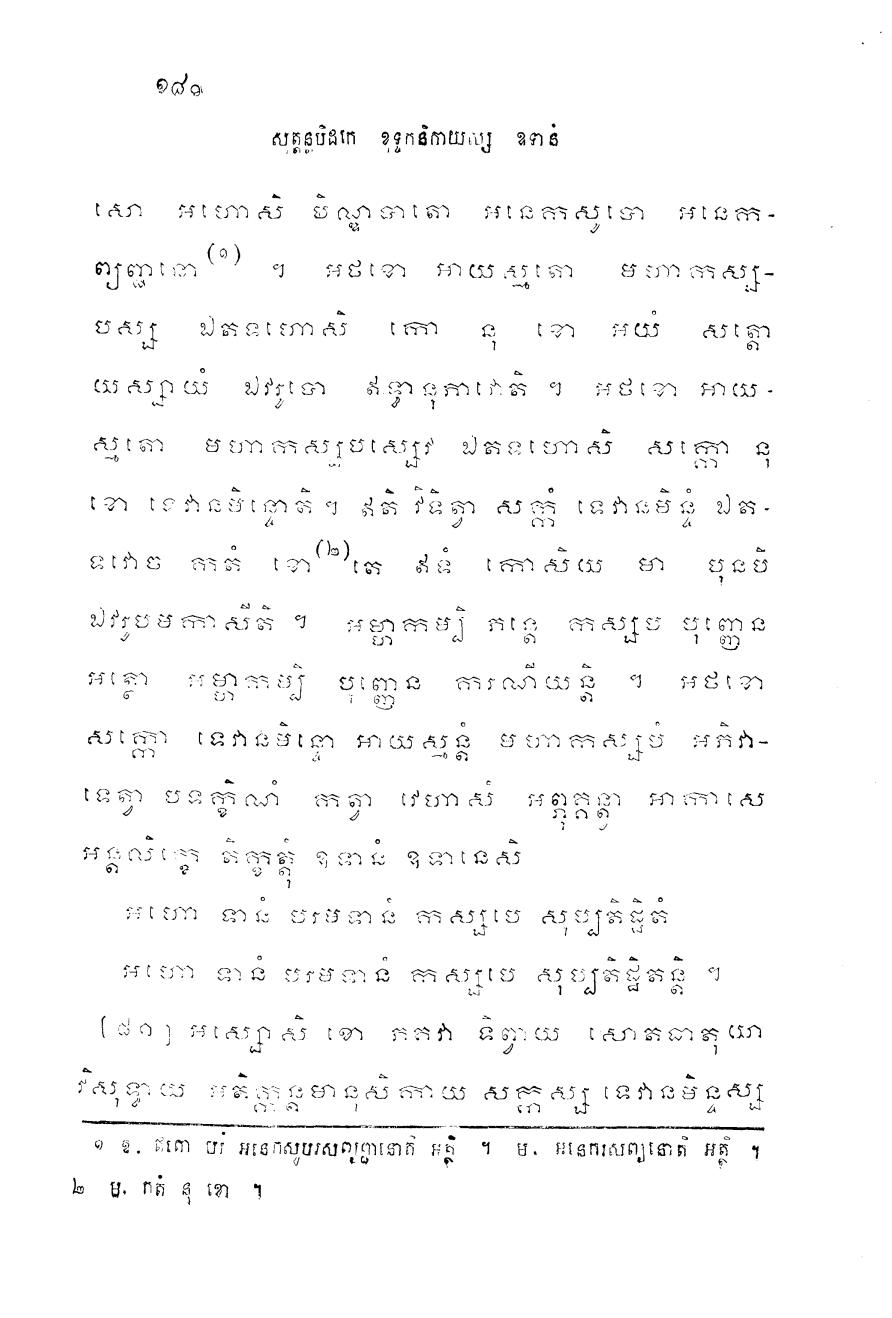 ១៨០
សុត្តន្តបិដកេ ខុទ្ទកនិកាយស្ស ឧទានំ
សោ អហោសិ បិណ្ឌបាតោ អនេកសូបោ អនេក-
ព្យញ្ជនោ(១) ។ អថខោ អាយស្មតោ មហាកស្ស-
បស្ស ឯតទហោសិ កោ នុ ខោ អយំ សត្តោ
យស្សាយំ ឯវរូបោ ឥទ្ធានុភាវោតិ ។ អថខោ អាយ-
ស្មតោ មហាកស្សបស្សេវ ឯតទហោសិ សក្កោ នុ
ខោ ទេវានមិន្ទោតិ ។ ឥតិ វិទិត្វា សក្កំ ទេវានមិន្ទំ ឯត-
ទវោច កតំ ខោ(២)តេ ឥទំ កោសិយ មា បុនបិ
ឯវរូបមកាសីតិ ។ អម្ហាកម្បិ ភន្តេ កស្សប បុញ្ញេន
អត្ថោ អម្ហាកម្បិ បុញ្ញេន ករណីយន្តិ ។ អថខោ
សក្កោ ទេវានមិន្ទោ អាយស្មន្តំ មហាកស្សបំ អភិវា-
ទេត្វា បទក្ខិណំ កត្វា វេហាសំ អព្ភុគ្គន្ត្វា អាកាសេ
អន្តលិក្ខេ តិក្ខត្តុំ ឧទានំ ឧទានេសិ
អហោ ទានំ បរមទានំ កស្សបេ សុប្បតិដ្ឋិតំ
អហោ ទានំ បរមទានំ កស្សបេ សុប្បតិដ្ឋិតន្តិ ។
[៨០] អស្សោសិ ខោ ភគវា ទិព្វាយ សោតធាតុយា
វិសុទ្ធាយ អតិក្កន្តមានុសិកាយ សក្កស្ស ទេវានមិន្ទស្ស
១ ឱ. ឥតោ បរំ អនេកសូបរសព្យញ្ជនោតិ អត្ថិ ។ ម. អនេករសព្យនោតិ អត្ថិ ។
២ ម. កតំ នុ ខោ ។